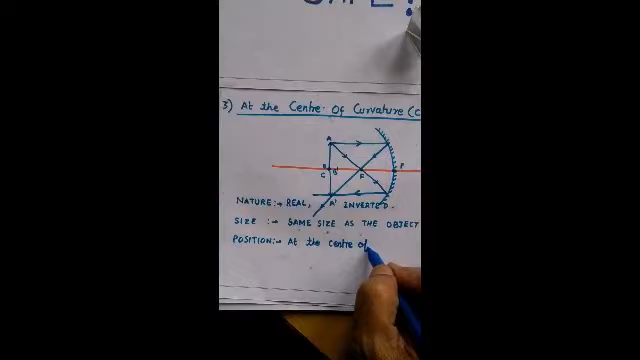 SAFE!
3) At the Centre Of Curvature (C
A
B
B'
C
F
P
A'
NATURE:→ REAL, INVERTED.
SIZE :→ SAME SIZE AS THE OBJECT
POSITION:→ At the centre of